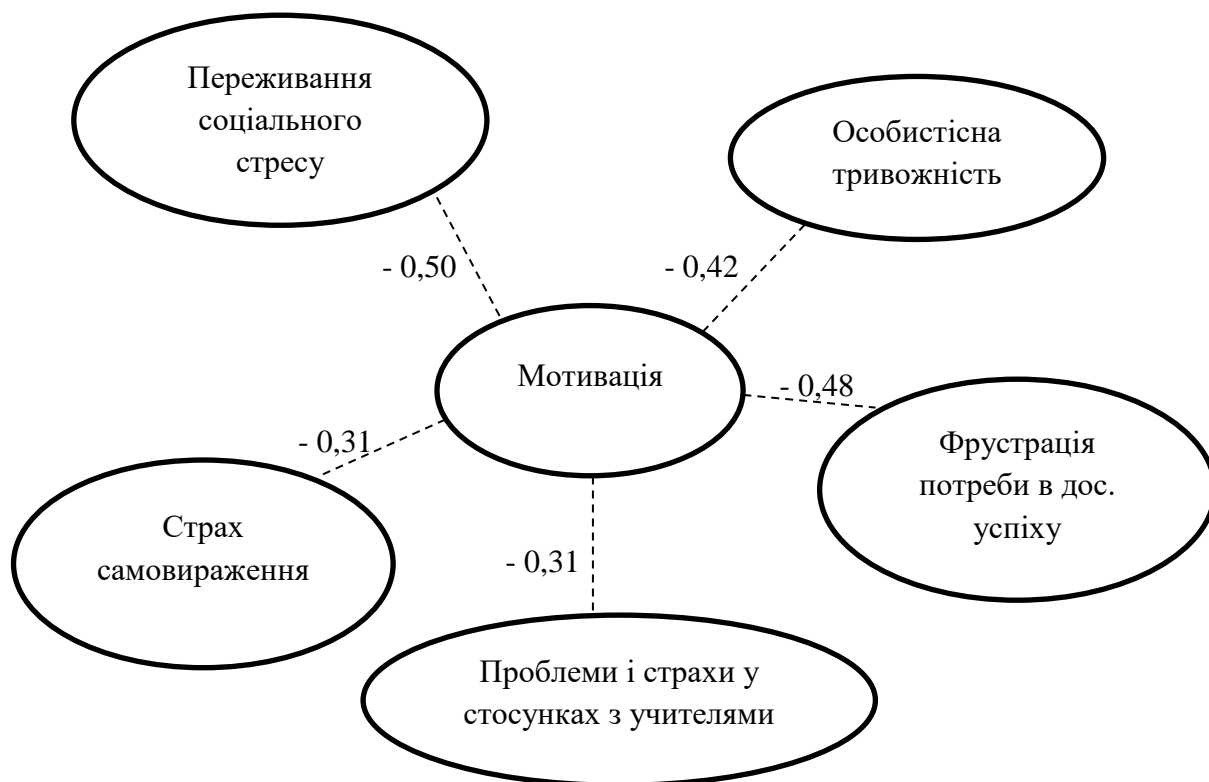 Переживання
соціального
стресу
Особистісна
тривожність
- 0,50
- 0,42
Мотивація
- 0,48
- 0,31
Фрустрація
потреби в дос.
успіху
Страх
самовираження
- 0,31
Проблеми і страхи у
стосунках з учителями